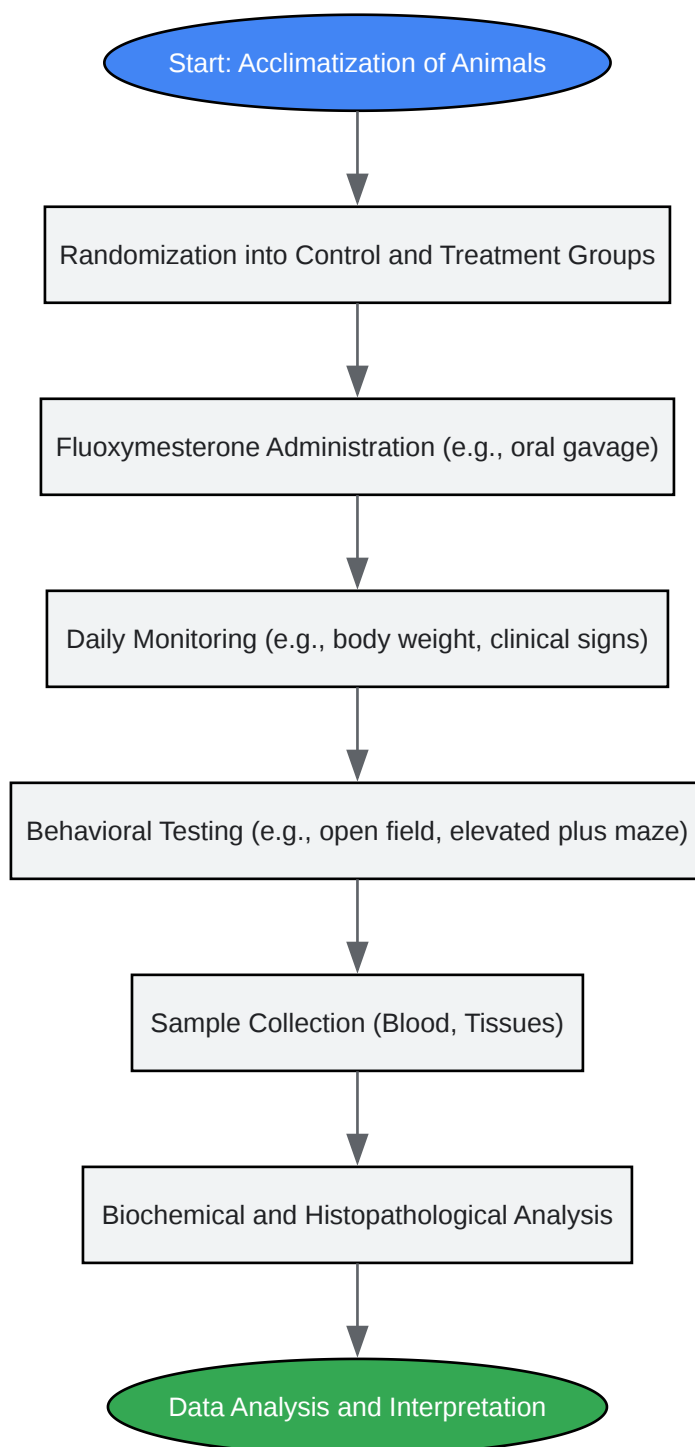 Start: Acclimatization of Animals
Randomization into Control and Treatment Groups
Fluoxymesterone Administration (e.g., oral gavage)
Daily Monitoring (e.g., body weight, clinical signs)
Behavioral Testing (e.g., open field, elevated plus maze)
Sample Collection (Blood, Tissues)
Biochemical and Histopathological Analysis
Data Analysis and Interpretation